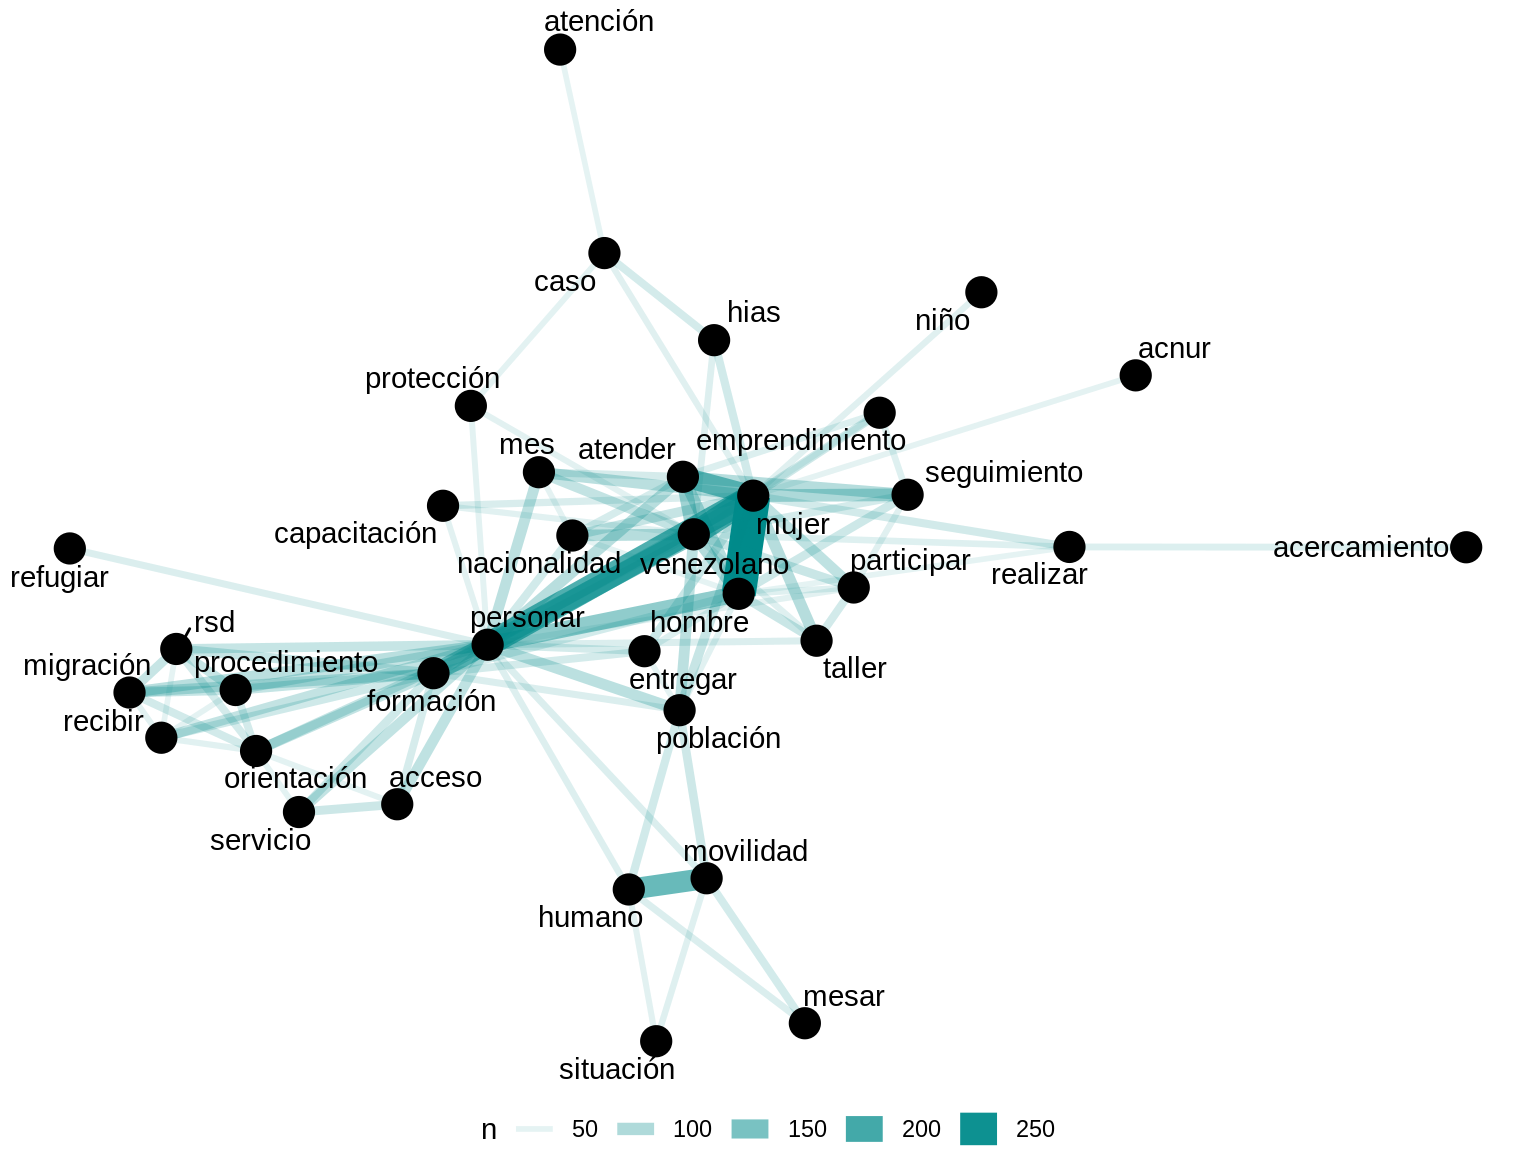 atención
caso
hias
niño
acnur
protección
mes
atender
emprendimiento
seguimiento
capacitación
mujer
nacionalidad
venezolano
participar
realizar
acercamiento
refugiar
personar
hombre
rsd
migración
procedimiento
entregar
taller
formación
recibir
población
orientación
acceso
servicio
movilidad
humano
mesar
situación
n 50 100 150 200 250